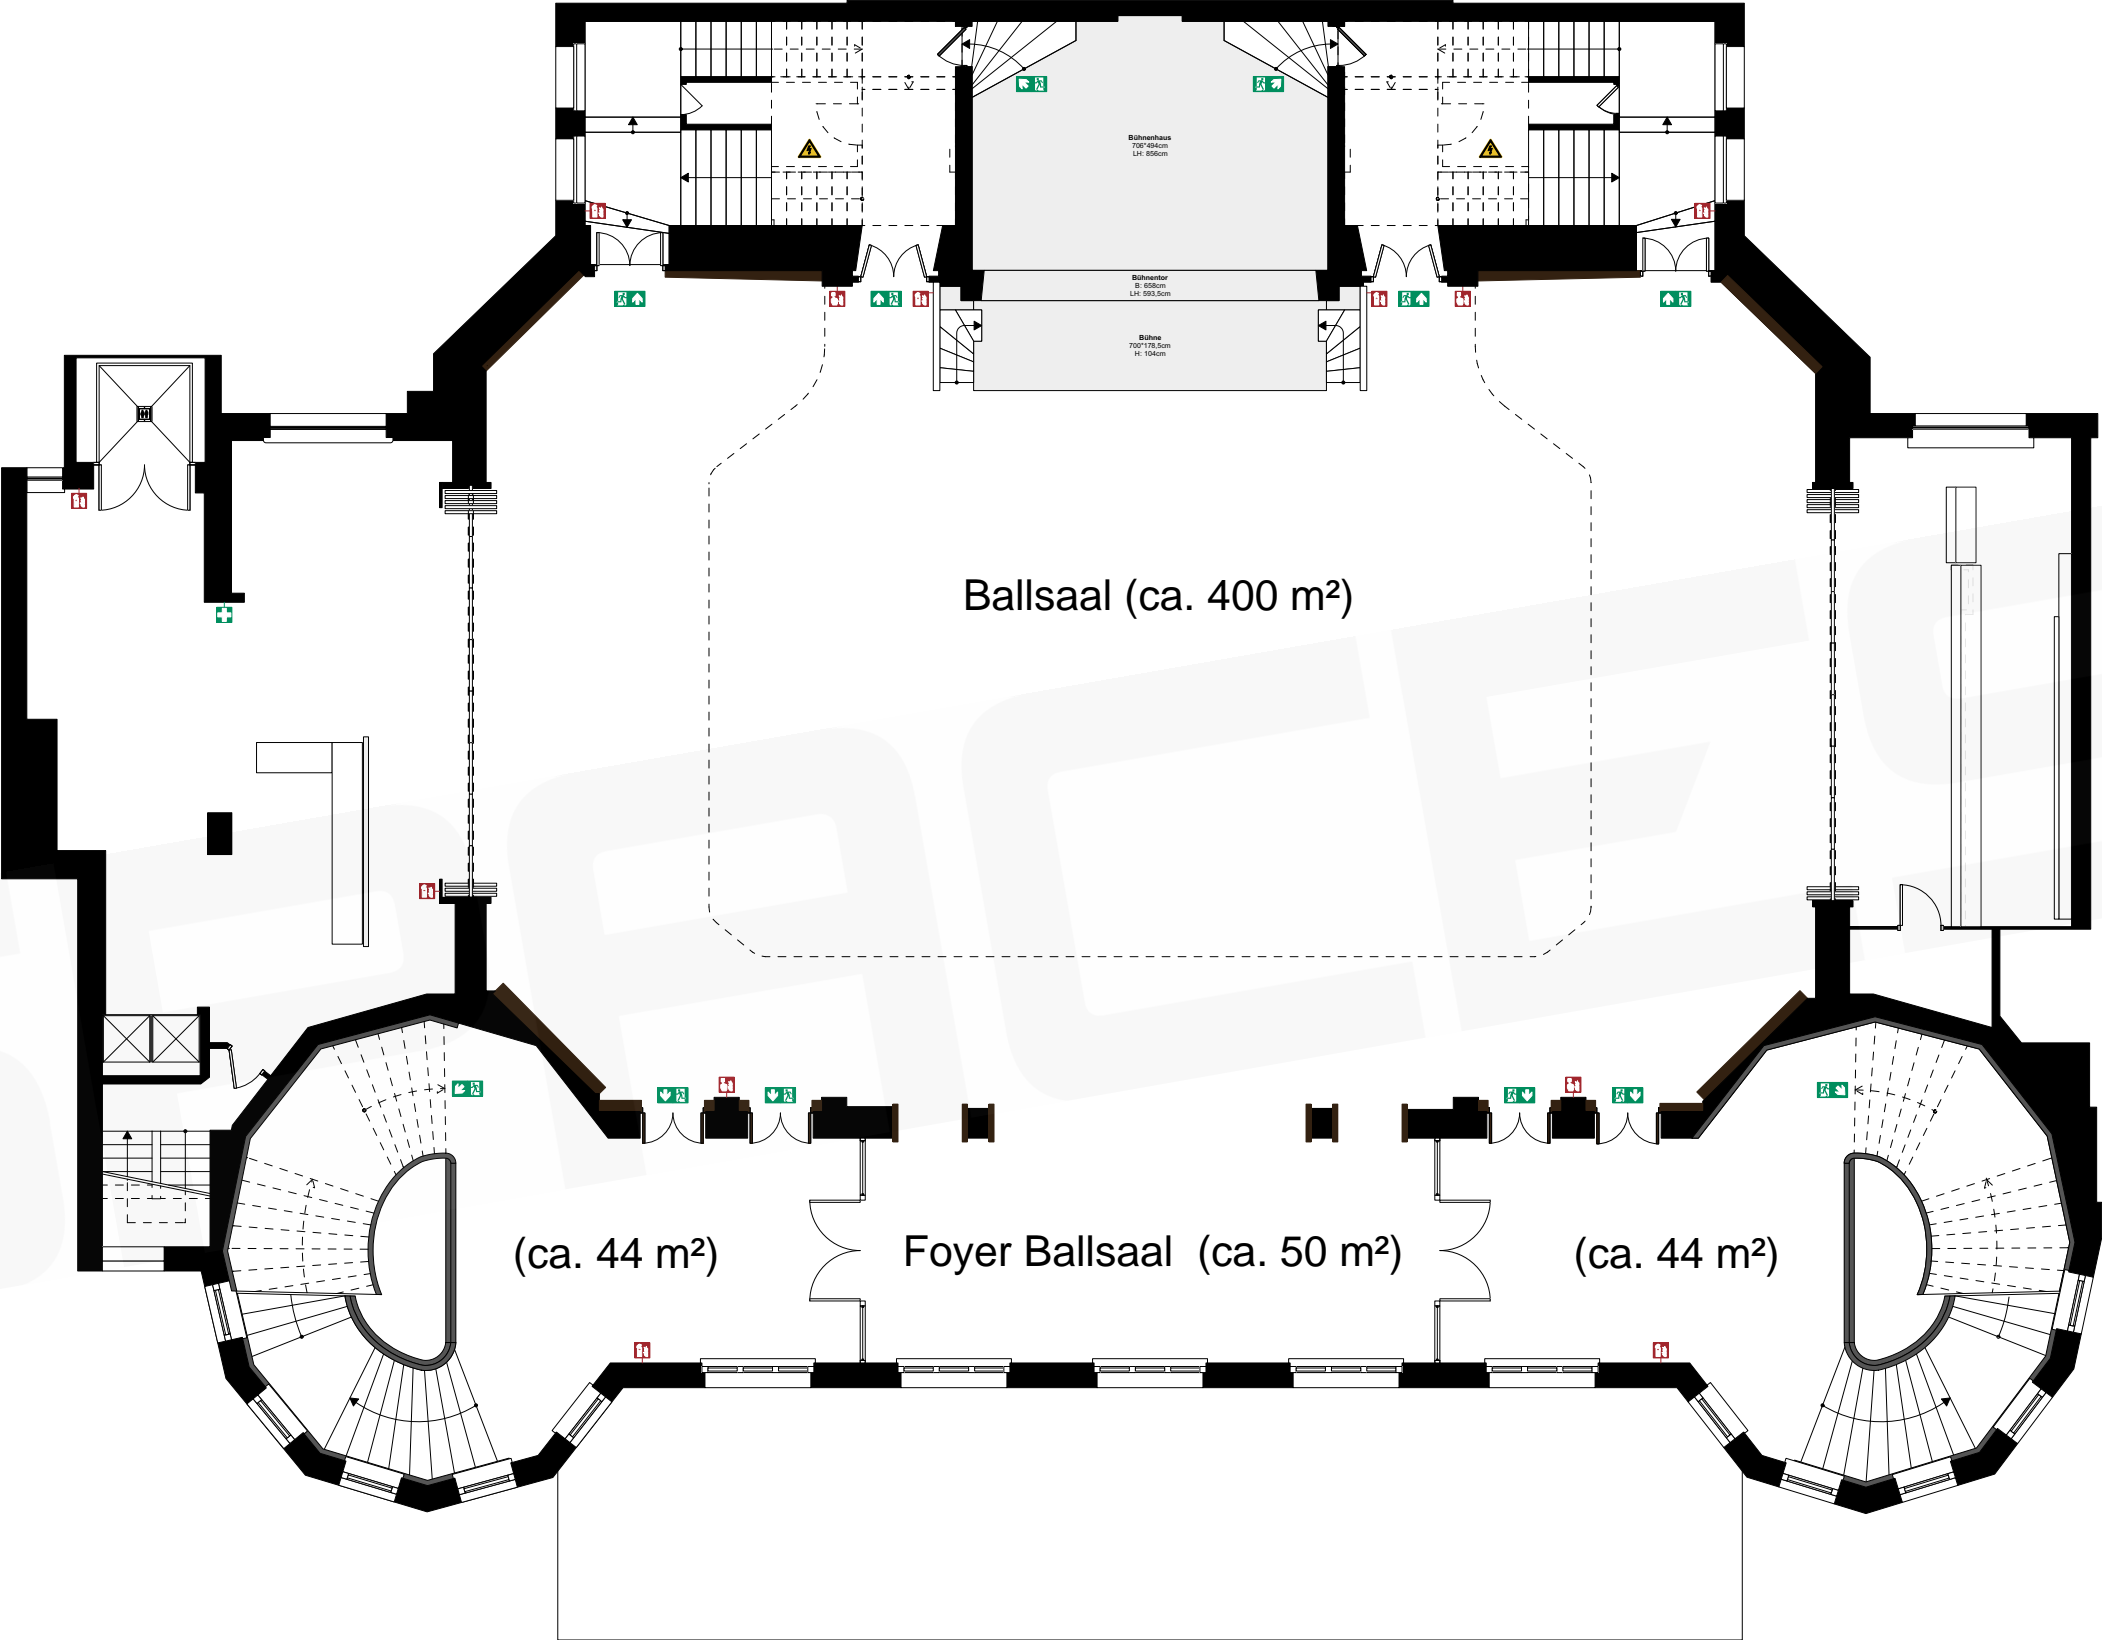 Bühnenhaus
706*494cm
LH: 856cm
Bühnentor
B: 658cm
LH: 593,5cm
Bühne
700*178,5cm
H: 104cm
Ballsaal (ca. 400 m²)
(ca. 44 m²)
Foyer Ballsaal (ca. 50 m²)
(ca. 44 m²)
SPACES